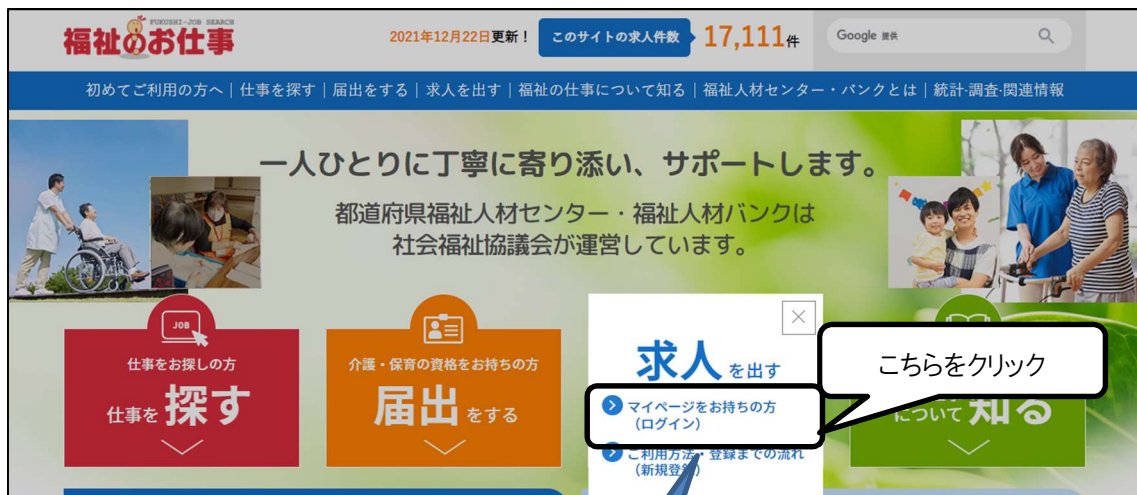 FUKUSHI-JOB SEARCH
福祉のお仕事
2021年12月22日更新！
このサイトの求人件数
17,111件
Google 提供
初めてご利用の方へ｜仕事を探す｜届出をする｜求人を出す｜福祉の仕事について知る｜福祉人材センター・バンクとは｜統計・調査・関連情報
一人ひとりに丁寧に寄り添い、サポートします。
都道府県福祉人材センター・福祉人材バンクは
社会福祉協議会が運営しています。
JOB
仕事をお探しの方
仕事を探す
介護・保育の資格をお持ちの方
届出をする
求人を出す
マイページをお持ちの方
（ログイン）
ご利用方法・登録までの流れ
（新規登録）
こちらをクリック
について知る